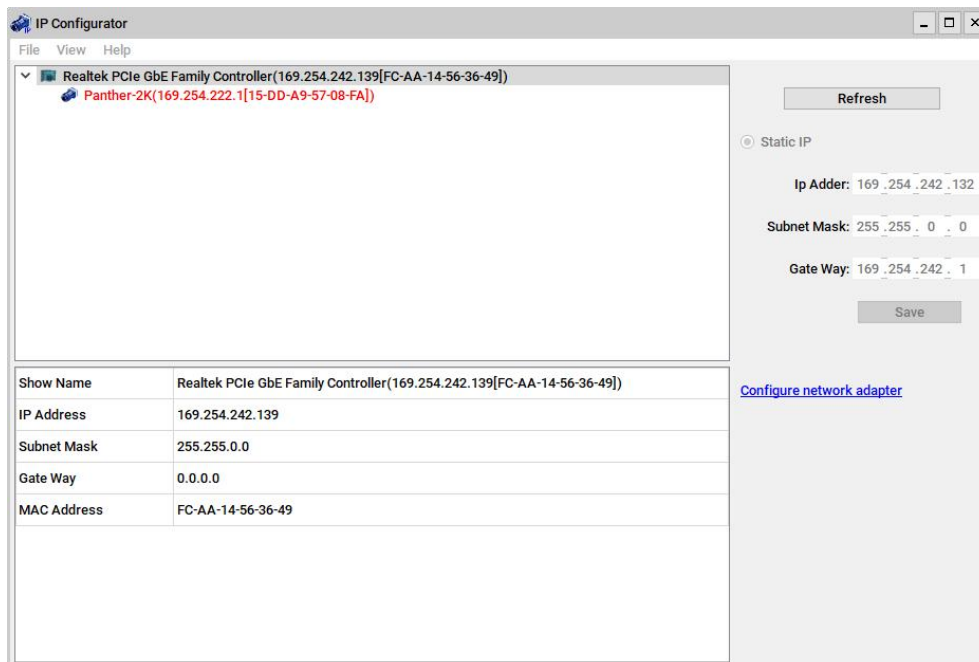 IP Configurator
File View Help
Realtek PCIe GbE Family Controller(169.254.242.139[FC-AA-14-56-36-49])
Panther-2K(169.254.222.1[15-DD-A9-57-08-FA])
Refresh
Static IP
Ip Adder: 169 .254 .242 .132
Subnet Mask: 255 .255 . 0 . 0
Gate Way: 169 .254 .242 . 1
Save
Show Name Realtek PCIe GbE Family Controller(169.254.242.139[FC-AA-14-56-36-49])
IP Address 169.254.242.139
Subnet Mask 255.255.0.0
Gate Way 0.0.0.0
MAC Address FC-AA-14-56-36-49
Configure network adapter